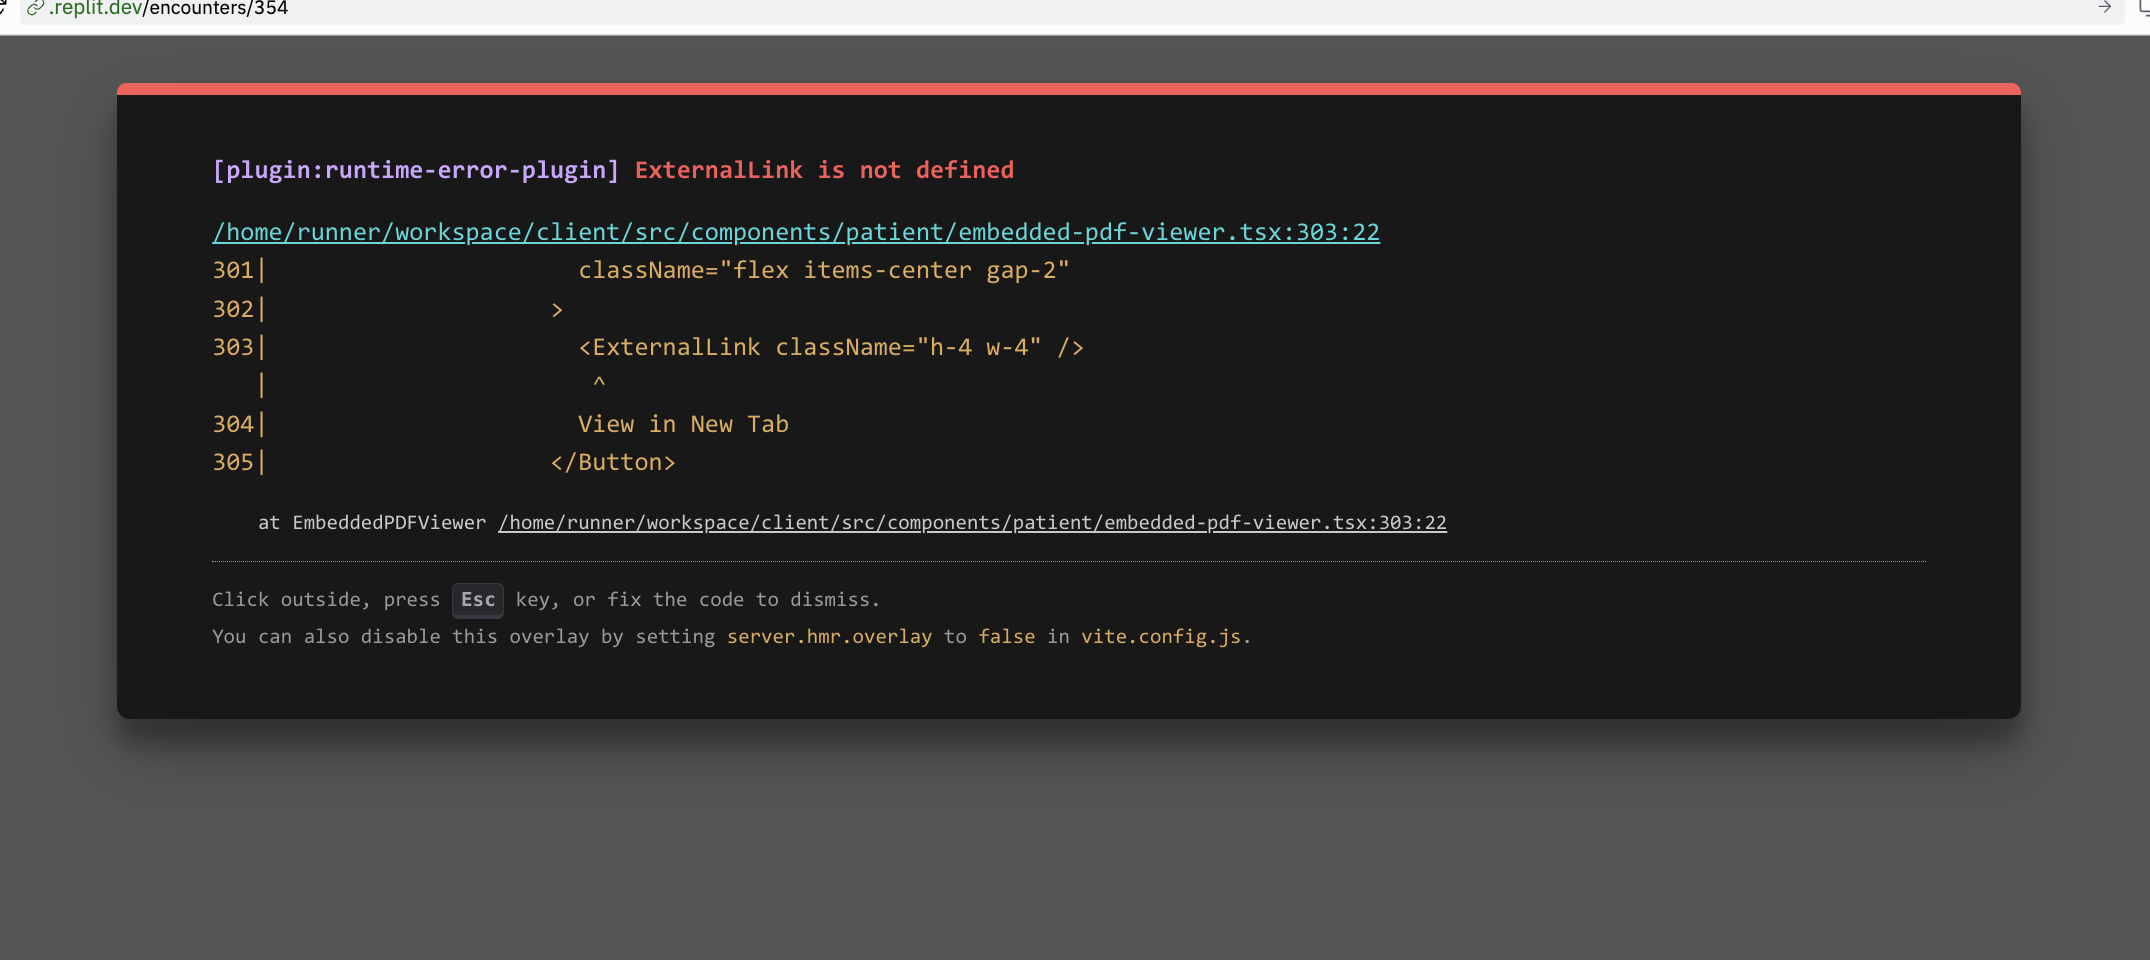 .replit.dev/encounters/354
[plugin:runtime-error-plugin] ExternalLink is not defined
/home/runner/workspace/client/src/components/patient/embedded-pdf-viewer.tsx:303:22
301|                       className="flex items-center gap-2"
302|                     >
303|                       <ExternalLink className="h-4 w-4" />
   |                        ^
304|                       View in New Tab
305|                     </Button>
at EmbeddedPDFViewer /home/runner/workspace/client/src/components/patient/embedded-pdf-viewer.tsx:303:22
Click outside, press Esc key, or fix the code to dismiss.
You can also disable this overlay by setting server.hmr.overlay to false in vite.config.js.